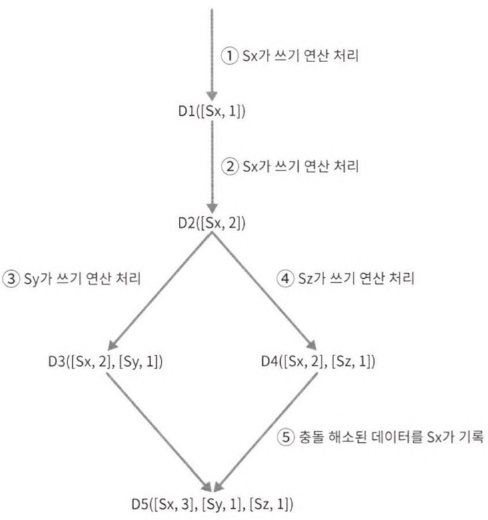 ① Sx가 쓰기 연산 처리
D1([Sx, 1])
② Sx가 쓰기 연산 처리
D2([Sx, 2])
③ Sy가 쓰기 연산 처리
④ Sz가 쓰기 연산 처리
D3([Sx, 2], [Sy, 1])
D4([Sx, 2], [Sz, 1])
⑤ 충돌 해소된 데이터를 Sx가 기록
D5([Sx, 3], [Sy, 1], [Sz, 1])